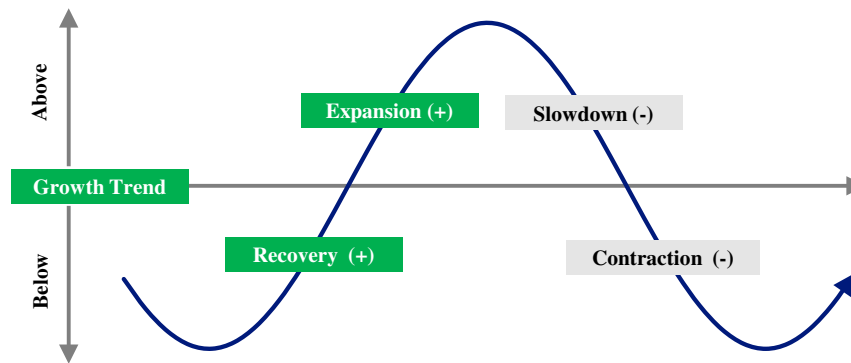 Above
Expansion (+)
Slowdown (-)
Growth Trend
Recovery (+)
Contraction (-)
Below